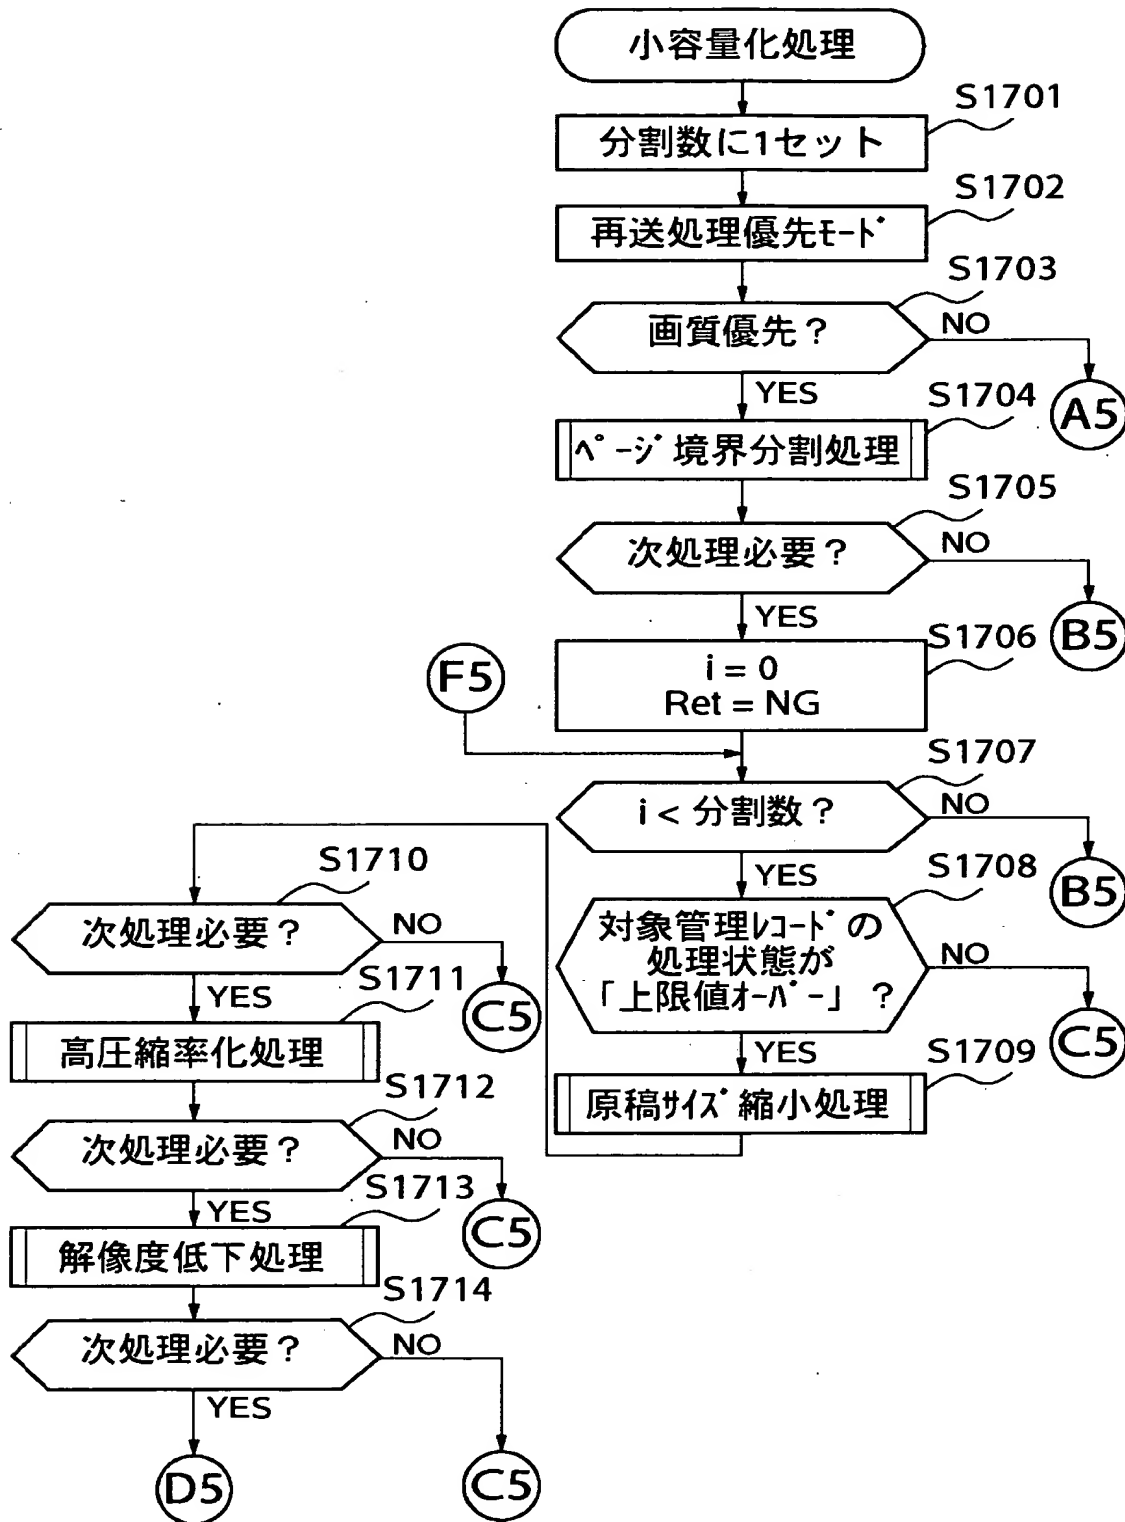 小容量化処理
S1701
分割数に1セット
S1702
再送処理優先ﾓｰﾄﾞ
S1703
画質優先?
NO
A5
YES
S1704
ﾍﾟｰｼﾞ境界分割処理
S1705
次処理必要?
NO
B5
YES
S1706
i = 0
Ret = NG
F5
S1707
i < 分割数?
NO
B5
YES
S1708
対象管理ﾚｺｰﾄﾞの
処理状態が
「上限値ｵｰﾊﾞｰ」?
NO
C5
YES
S1709
原稿ｻｲｽﾞ縮小処理
S1710
次処理必要?
NO
C5
YES
S1711
高圧縮率化処理
S1712
次処理必要?
NO
C5
YES
S1713
解像度低下処理
S1714
次処理必要?
NO
C5
YES
D5